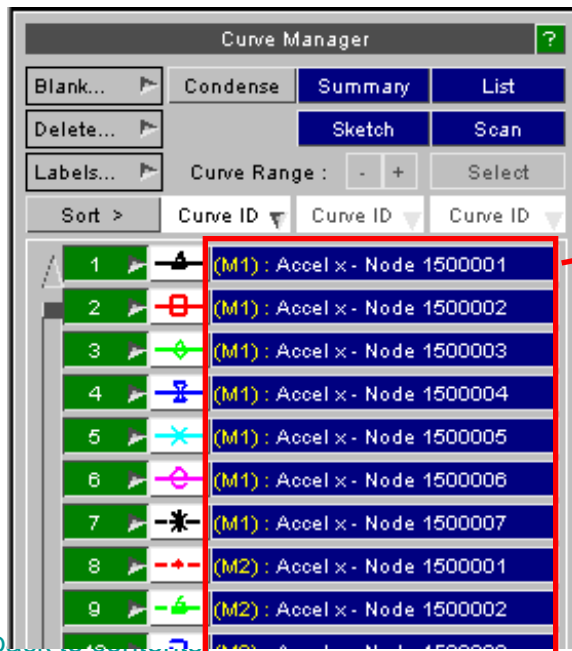 Curve Manager ?
Blank... Condense Summary List
Delete... Sketch Scan
Labels... Curve Range : - + Select
Sort > Curve ID Curve ID Curve ID
1 (M1) : Accel x - Node 1500001
2 (M1) : Accel x - Node 1500002
3 (M1) : Accel x - Node 1500003
4 (M1) : Accel x - Node 1500004
5 (M1) : Accel x - Node 1500005
6 (M1) : Accel x - Node 1500006
7 (M1) : Accel x - Node 1500007
8 (M2) : Accel x - Node 1500001
9 (M2) : Accel x - Node 1500002